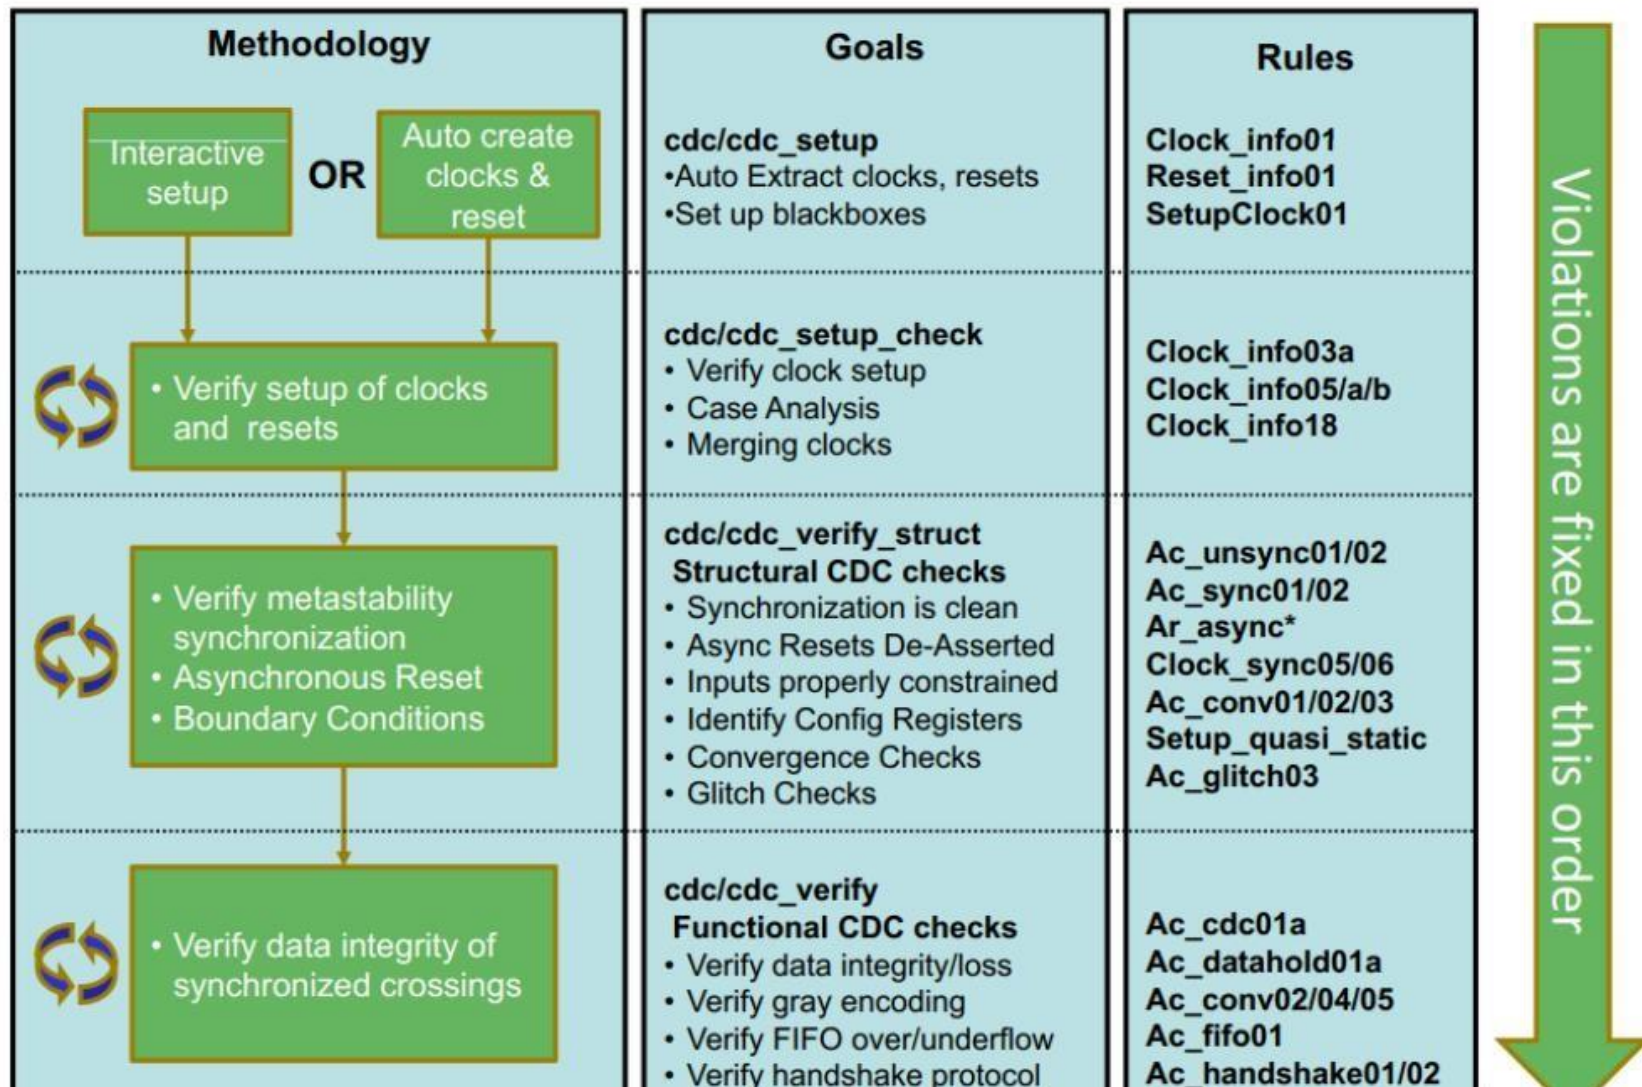 Methodology
Interactive
setup
OR
Auto create
clocks &
reset
• Verify setup of clocks
and resets
• Verify metastability
synchronization
• Asynchronous Reset
• Boundary Conditions
• Verify data integrity of
synchronized crossings
Goals
cdc/cdc_setup
•Auto Extract clocks, resets
•Set up blackboxes
cdc/cdc_setup_check
• Verify clock setup
• Case Analysis
• Merging clocks
cdc/cdc_verify_struct
Structural CDC checks
• Synchronization is clean
• Async Resets De-Asserted
• Inputs properly constrained
• Identify Config Registers
• Convergence Checks
• Glitch Checks
cdc/cdc_verify
Functional CDC checks
• Verify data integrity/loss
• Verify gray encoding
• Verify FIFO over/underflow
• Verify handshake protocol
Rules
Clock_info01
Reset_info01
SetupClock01
Clock_info03a
Clock_info05/a/b
Clock_info18
Ac_unsync01/02
Ac_sync01/02
Ar_async*
Clock_sync05/06
Ac_conv01/02/03
Setup_quasi_static
Ac_glitch03
Ac_cdc01a
Ac_datahold01a
Ac_conv02/04/05
Ac_fifo01
Ac_handshake01/02
Violations are fixed in this order